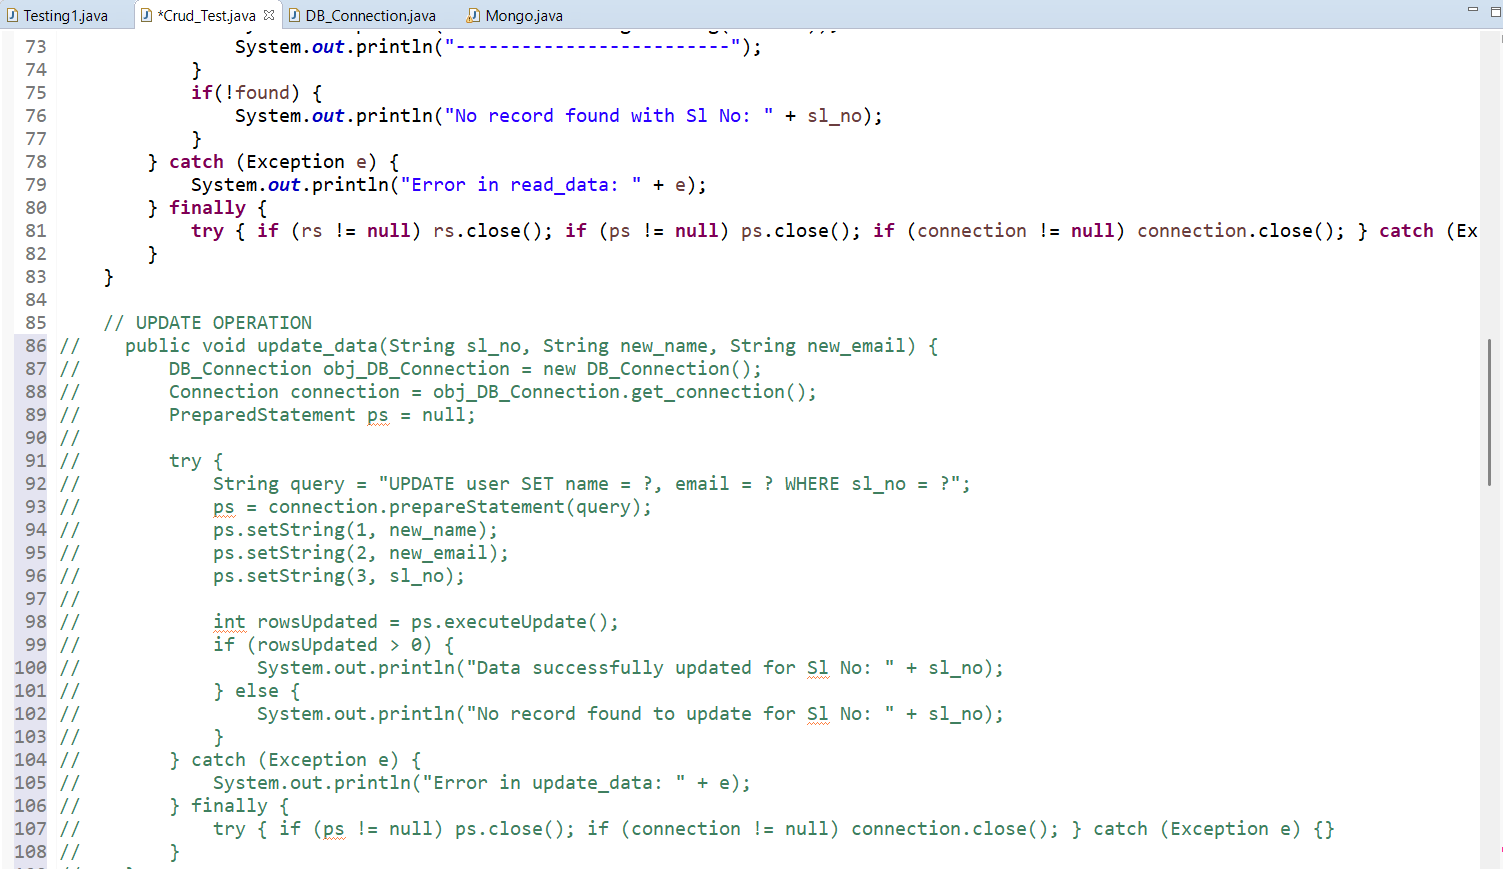 Testing1.java *Crud_Test.java DB_Connection.java Mongo.java
73 System.out.println("-------------------------");
74 }
75 if(!found) {
76 System.out.println("No record found with Sl No: " + sl_no);
77 }
78 } catch (Exception e) {
79 System.out.println("Error in read_data: " + e);
80 } finally {
81 try { if (rs != null) rs.close(); if (ps != null) ps.close(); if (connection != null) connection.close(); } catch (Ex
82 }
83 }
84
85 // UPDATE OPERATION
86 // public void update_data(String sl_no, String new_name, String new_email) {
87 // DB_Connection obj_DB_Connection = new DB_Connection();
88 // Connection connection = obj_DB_Connection.get_connection();
89 // PreparedStatement ps = null;
90 //
91 // try {
92 // String query = "UPDATE user SET name = ?, email = ? WHERE sl_no = ?";
93 // ps = connection.prepareStatement(query);
94 // ps.setString(1, new_name);
95 // ps.setString(2, new_email);
96 // ps.setString(3, sl_no);
97 //
98 // int rowsUpdated = ps.executeUpdate();
99 // if (rowsUpdated > 0) {
100 // System.out.println("Data successfully updated for Sl No: " + sl_no);
101 // } else {
102 // System.out.println("No record found to update for Sl No: " + sl_no);
103 // }
104 // } catch (Exception e) {
105 // System.out.println("Error in update_data: " + e);
106 // } finally {
107 // try { if (ps != null) ps.close(); if (connection != null) connection.close(); } catch (Exception e) {}
108 // }